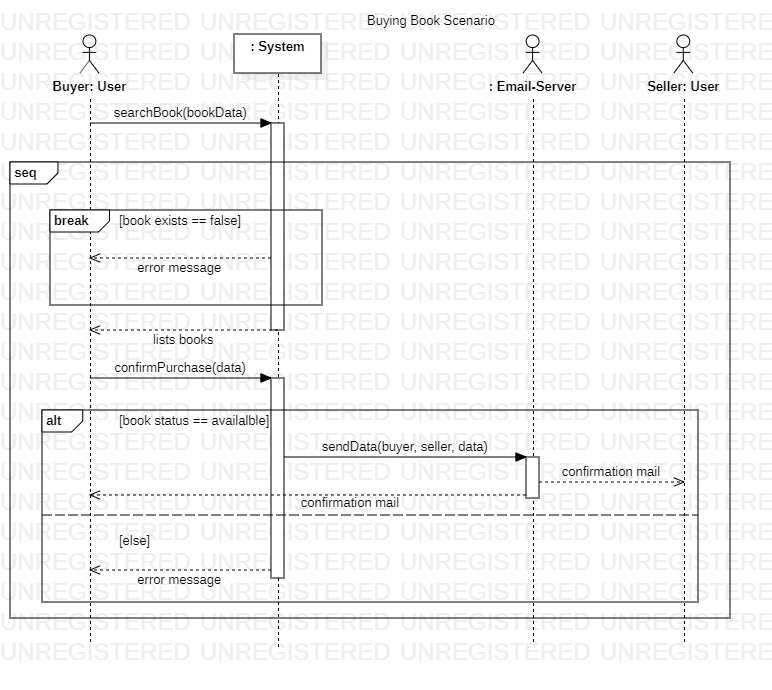 Buying Book Scenario
: System
Buyer: User
: Email-Server
Seller: User
searchBook(bookData)
seq
break
[book exists == false]
error message
lists books
confirmPurchase(data)
alt
[book status == availalble]
sendData(buyer, seller, data)
confirmation mail
confirmation mail
[else]
error message
UNREGISTERED UNREGISTERED UNREGISTERED UNREGISTERED